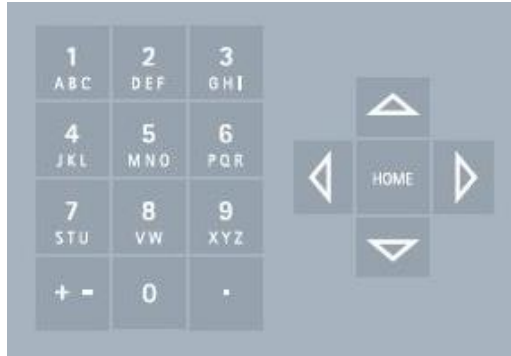 1 2 3
ABC DEF GHI
4 5 6
JKL MNO PQR
HOME
7 8 9
STU VW XYZ
+ - 0 .